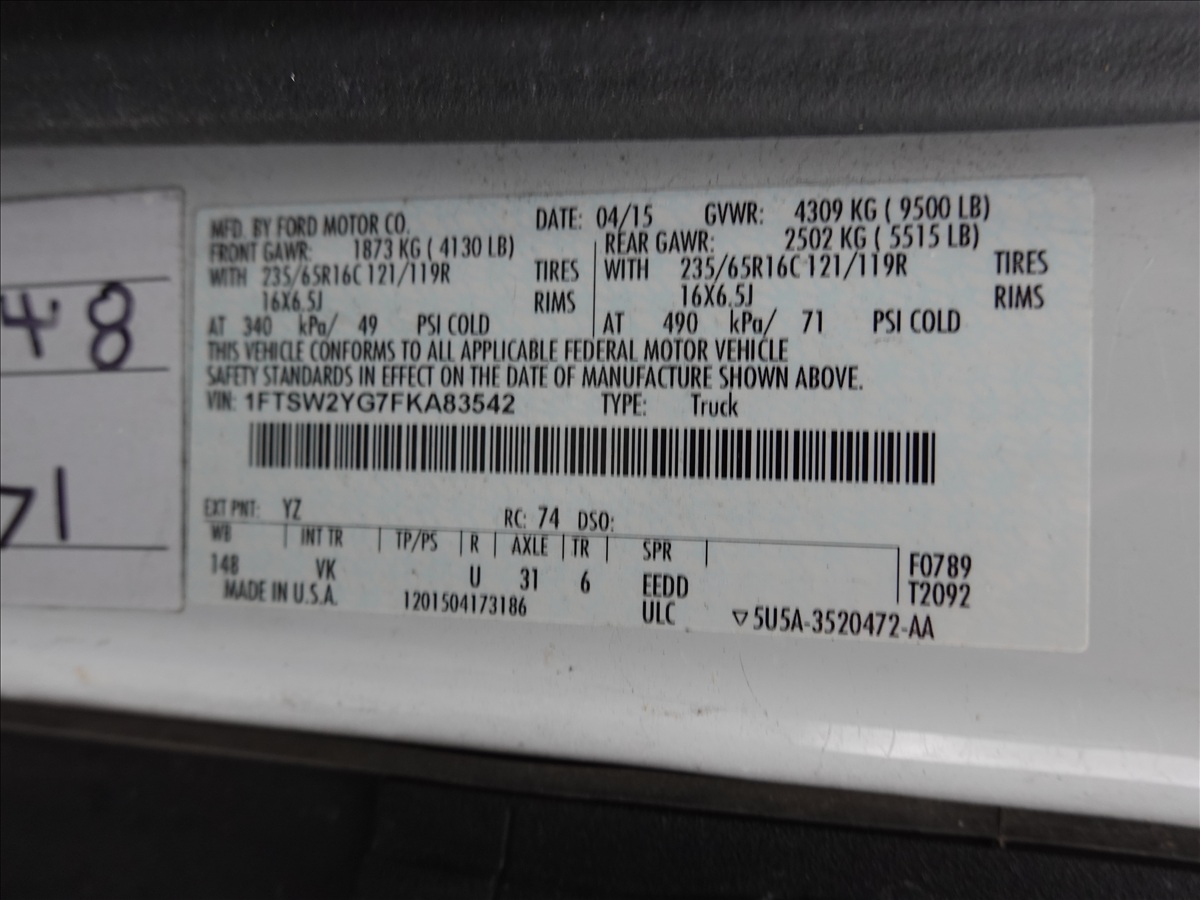 MFD. BY FORD MOTOR CO. DATE: 04/15 GVWR: 4309 KG ( 9500 LB)
FRONT GAWR: 1873 KG ( 4130 LB) REAR GAWR: 2502 KG ( 5515 LB)
WITH 235/65R16C 121/119R TIRES WITH 235/65R16C 121/119R TIRES
16X6.5J RIMS 16X6.5J RIMS
AT 340 kPa/ 49 PSI COLD AT 490 kPa/ 71 PSI COLD
THIS VEHICLE CONFORMS TO ALL APPLICABLE FEDERAL MOTOR VEHICLE
SAFETY STANDARDS IN EFFECT ON THE DATE OF MANUFACTURE SHOWN ABOVE.
VIN: 1FTSW2YG7FKA83542 TYPE: Truck
EXT PNT: YZ RC: 74 DSO:
WB INT TR TP/PS R AXLE TR SPR
148 VK U 31 6 EEDD F0789
MADE IN U.S.A. 1201504173186 ULC T2092
▽5U5A-3520472-AA
48
71